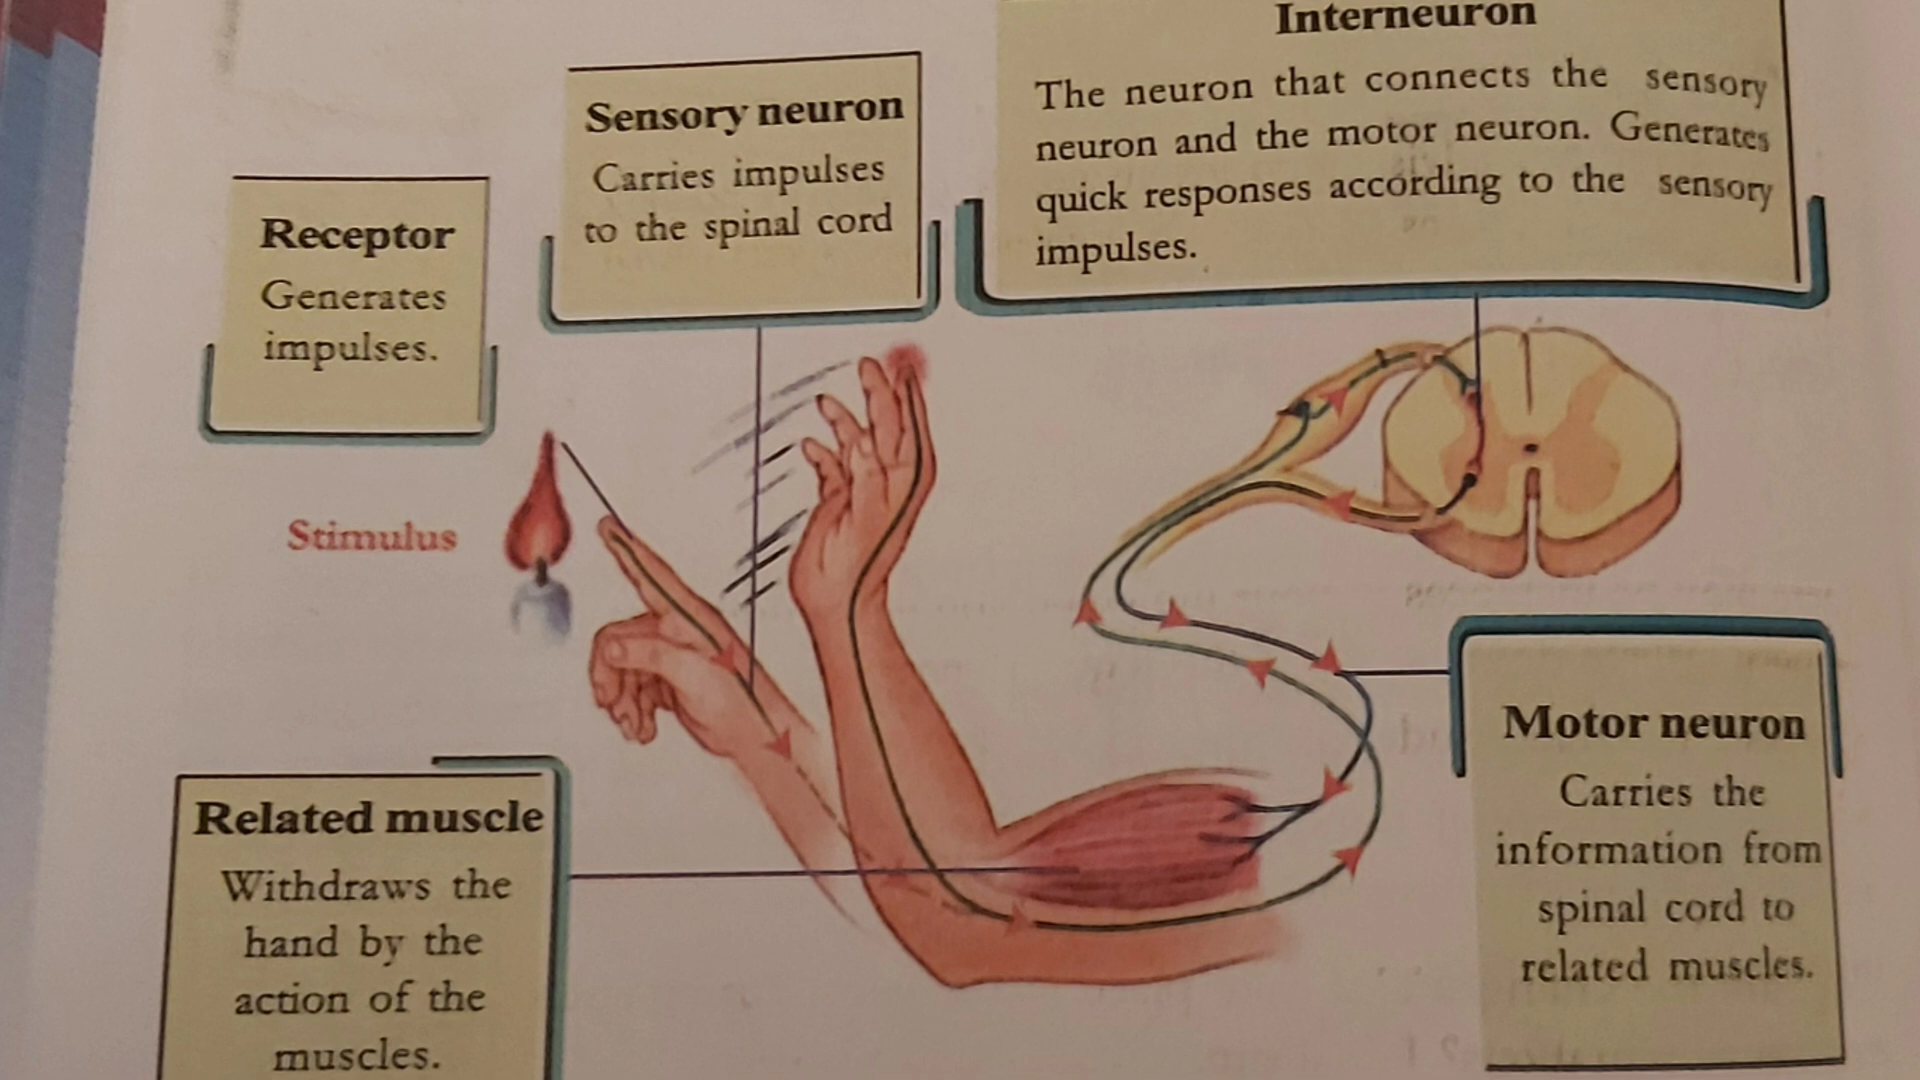 Interneuron
The neuron that connects the sensory
neuron and the motor neuron. Generates
quick responses according to the sensory
impulses.
Sensory neuron
Carries impulses
to the spinal cord
Receptor
Generates
impulses.
Stimulus
Motor neuron
Carries the
information from
spinal cord to
related muscles.
Related muscle
Withdraws the
hand by the
action of the
muscles.